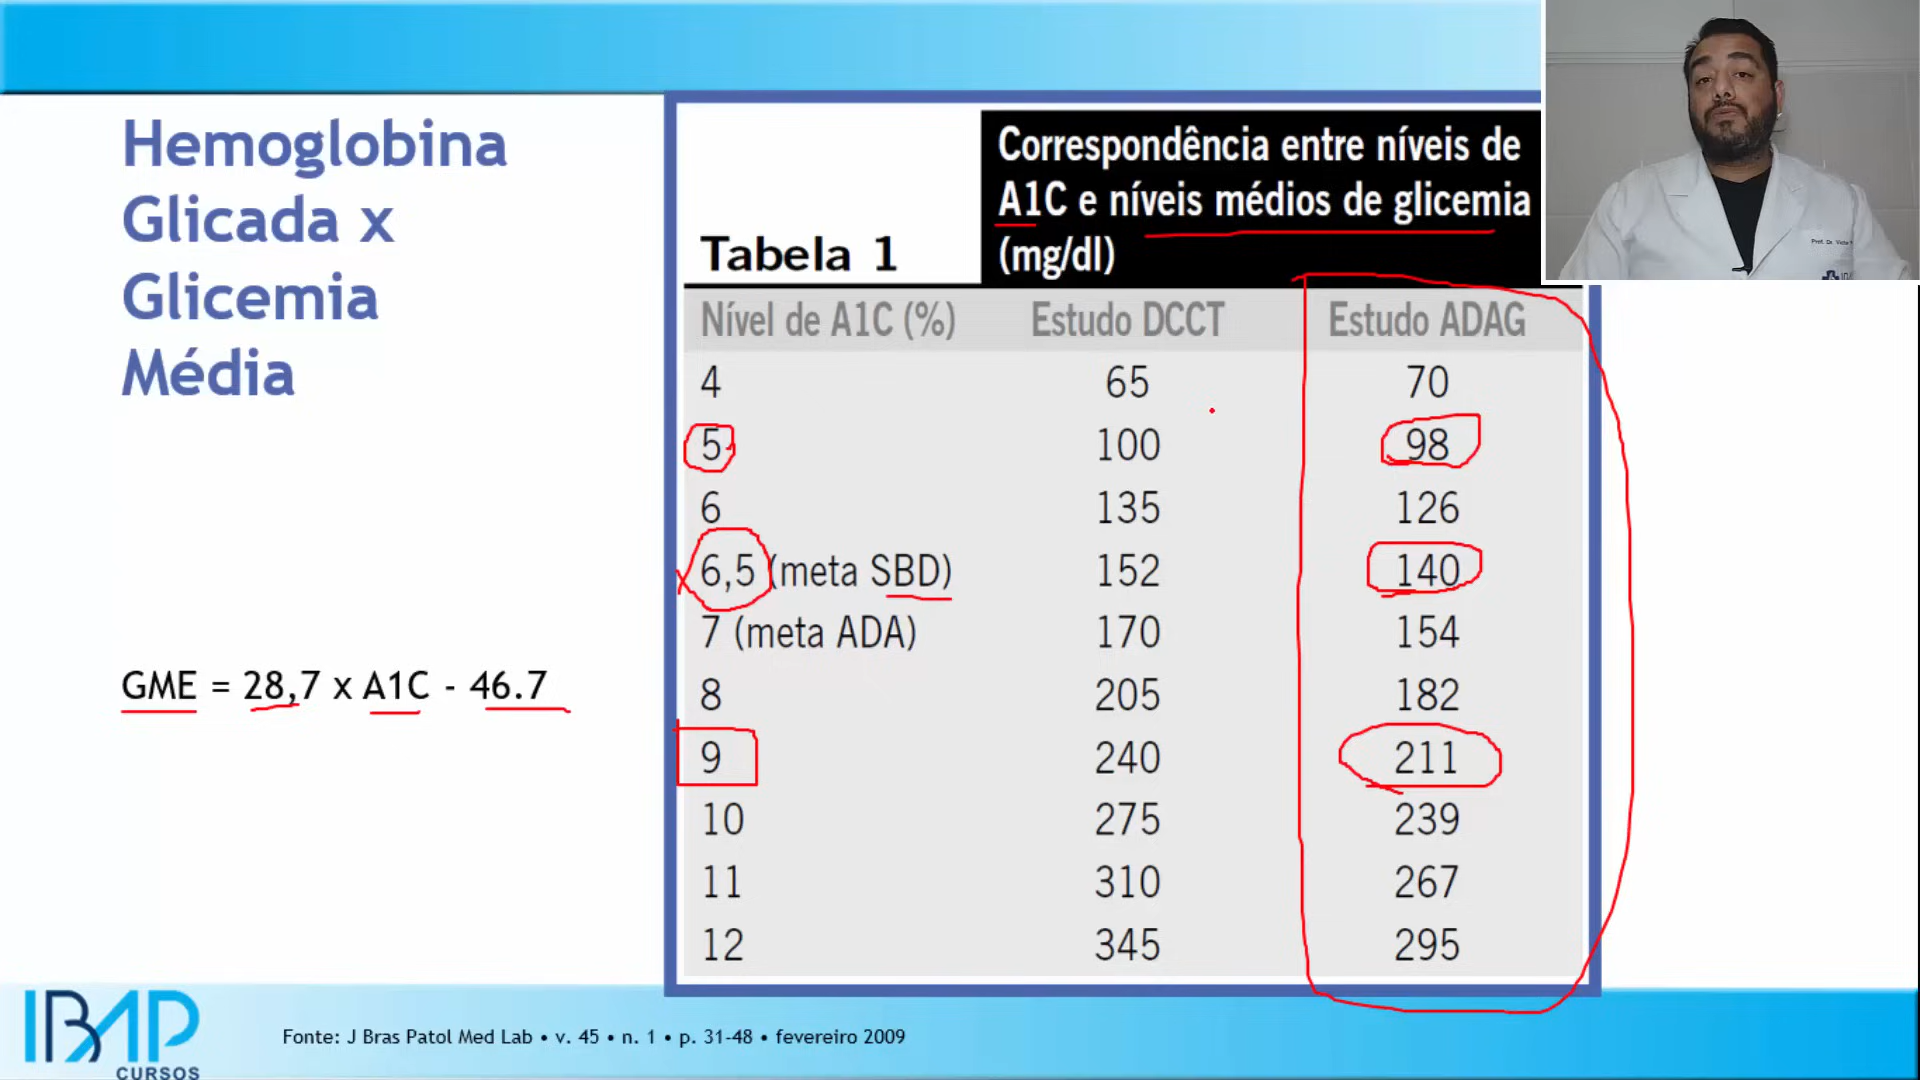 Hemoglobina
Glicada x
Glicemia
Média
GME = 28,7 x A1C - 46.7
Tabela 1
Correspondência entre níveis de
A1C e níveis médios de glicemia
(mg/dl)
Nível de A1C (%) Estudo DCCT Estudo ADAG
4 65 70
5 100 98
6 135 126
6,5 (meta SBD) 152 140
7 (meta ADA) 170 154
8 205 182
9 240 211
10 275 239
11 310 267
12 345 295
Prof. Dr.
IBAP
CURSOS
Fonte: J Bras Patol Med Lab • v. 45 • n. 1 • p. 31-48 • fevereiro 2009